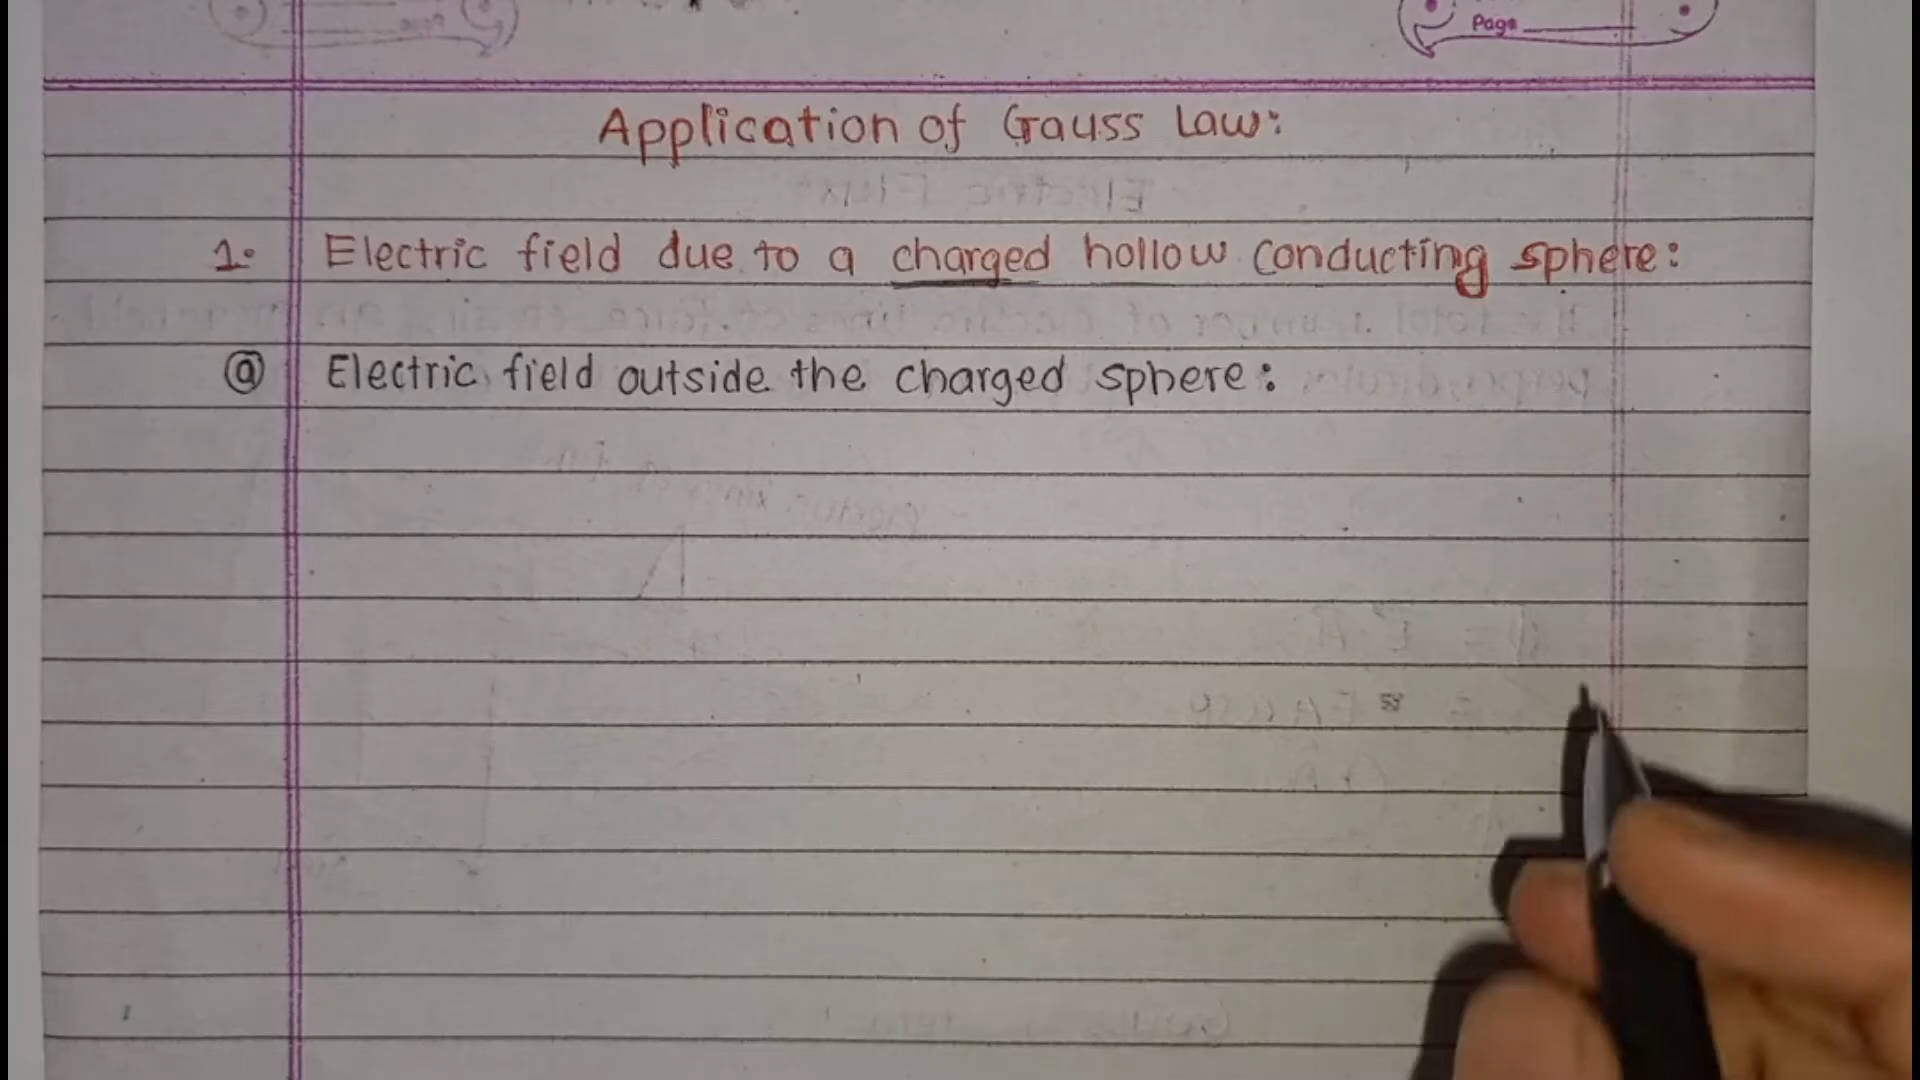 Page
Application of Gauss Law:
1. Electric field due to a charged hollow conducting sphere:
ⓐ Electric field outside the charged sphere: